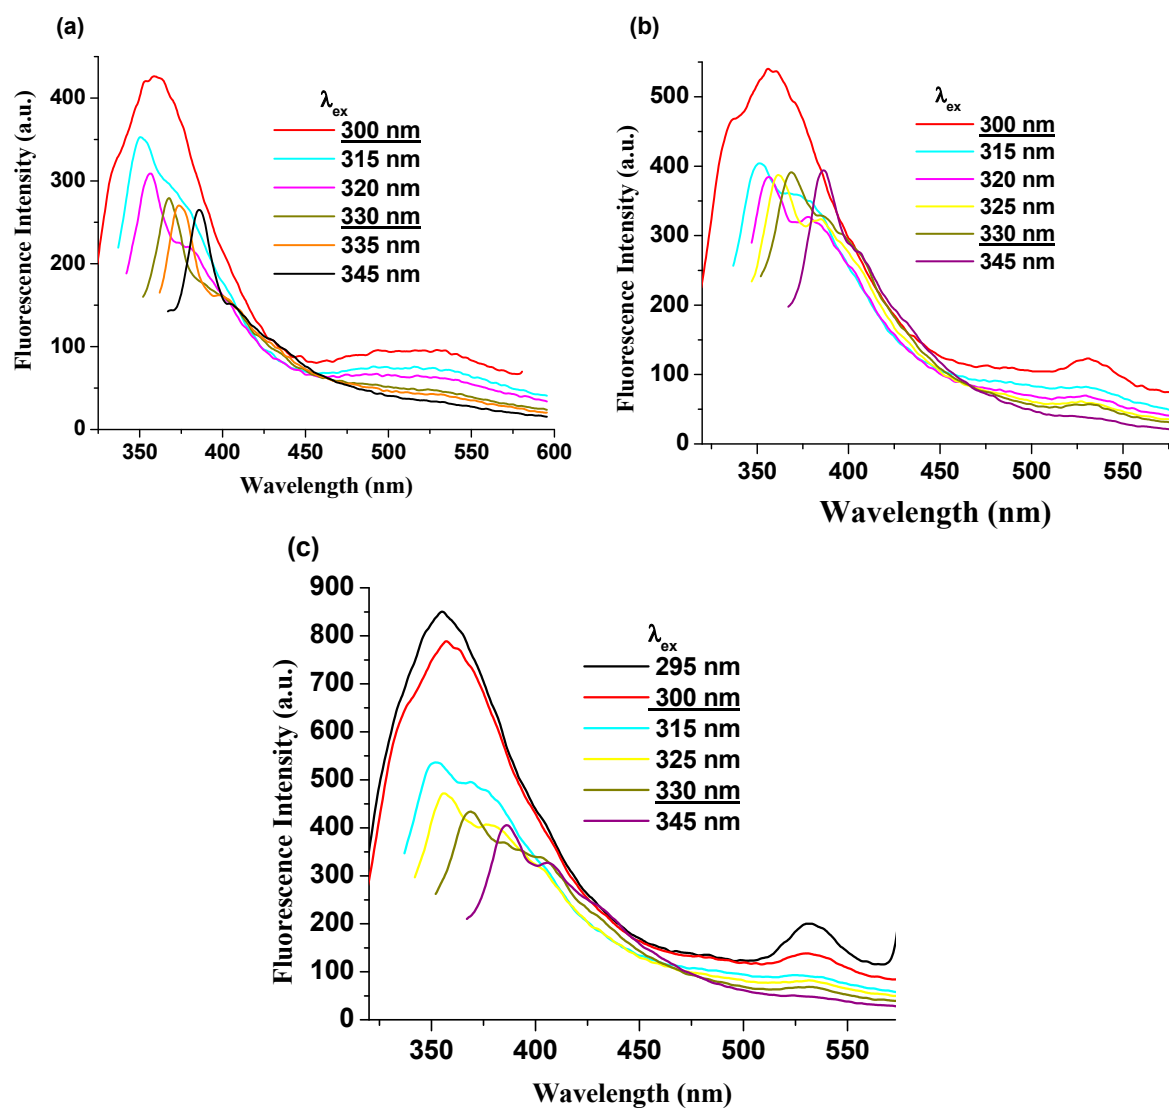 (a)
Fluorescence Intensity (a.u.)
400
300
200
100
0
λex
300 nm
315 nm
320 nm
330 nm
335 nm
345 nm
350 400 450 500 550 600
Wavelength (nm)
(b)
Fluorescence Intensity (a.u.)
500
400
300
200
100
0
λex
300 nm
315 nm
320 nm
325 nm
330 nm
345 nm
350 400 450 500 550
Wavelength (nm)
(c)
Fluorescence Intensity (a.u.)
900
800
700
600
500
400
300
200
100
0
λex
295 nm
300 nm
315 nm
325 nm
330 nm
345 nm
350 400 450 500 550
Wavelength (nm)